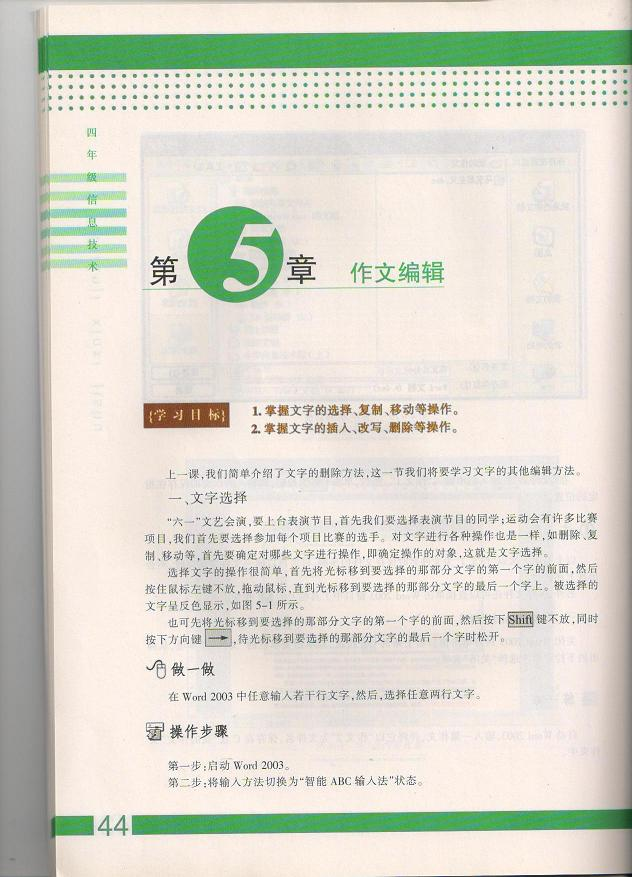 四年级信息技术
第5章 作文编辑
{学习目标}
1. 掌握文字的选择、复制、移动等操作。
2. 掌握文字的插入、改写、删除等操作。
上一课,我们简单介绍了文字的删除方法,这一节我们将要学习文字的其他编辑方法。
一、文字选择
“六一”文艺会演,要上台表演节目,首先我们要选择表演节目的同学;运动会有许多比赛
项目,我们首先要选择参加每个项目比赛的选手。对文字进行各种操作也是一样,如删除、复
制、移动等,首先要确定对哪些文字进行操作,即确定操作的对象,这就是文字选择。
选择文字的操作很简单,首先将光标移到要选择的那部分文字的第一个字的前面,然后
按住鼠标左键不放,拖动鼠标,直到光标移到要选择的那部分文字的最后一个字上。被选择的
文字呈反色显示,如图 5-1 所示。
也可先将光标移到要选择的那部分文字的第一个字的前面,然后按下 Shift 键不放,同时
按下方向键 → ,待光标移到要选择的那部分文字的最后一个字时松开。
做一做
在 Word 2003 中任意输入若干行文字,然后,选择任意两行文字。
操作步骤
第一步:启动 Word 2003。
第二步:将输入方法切换为“智能 ABC 输入法”状态。
44